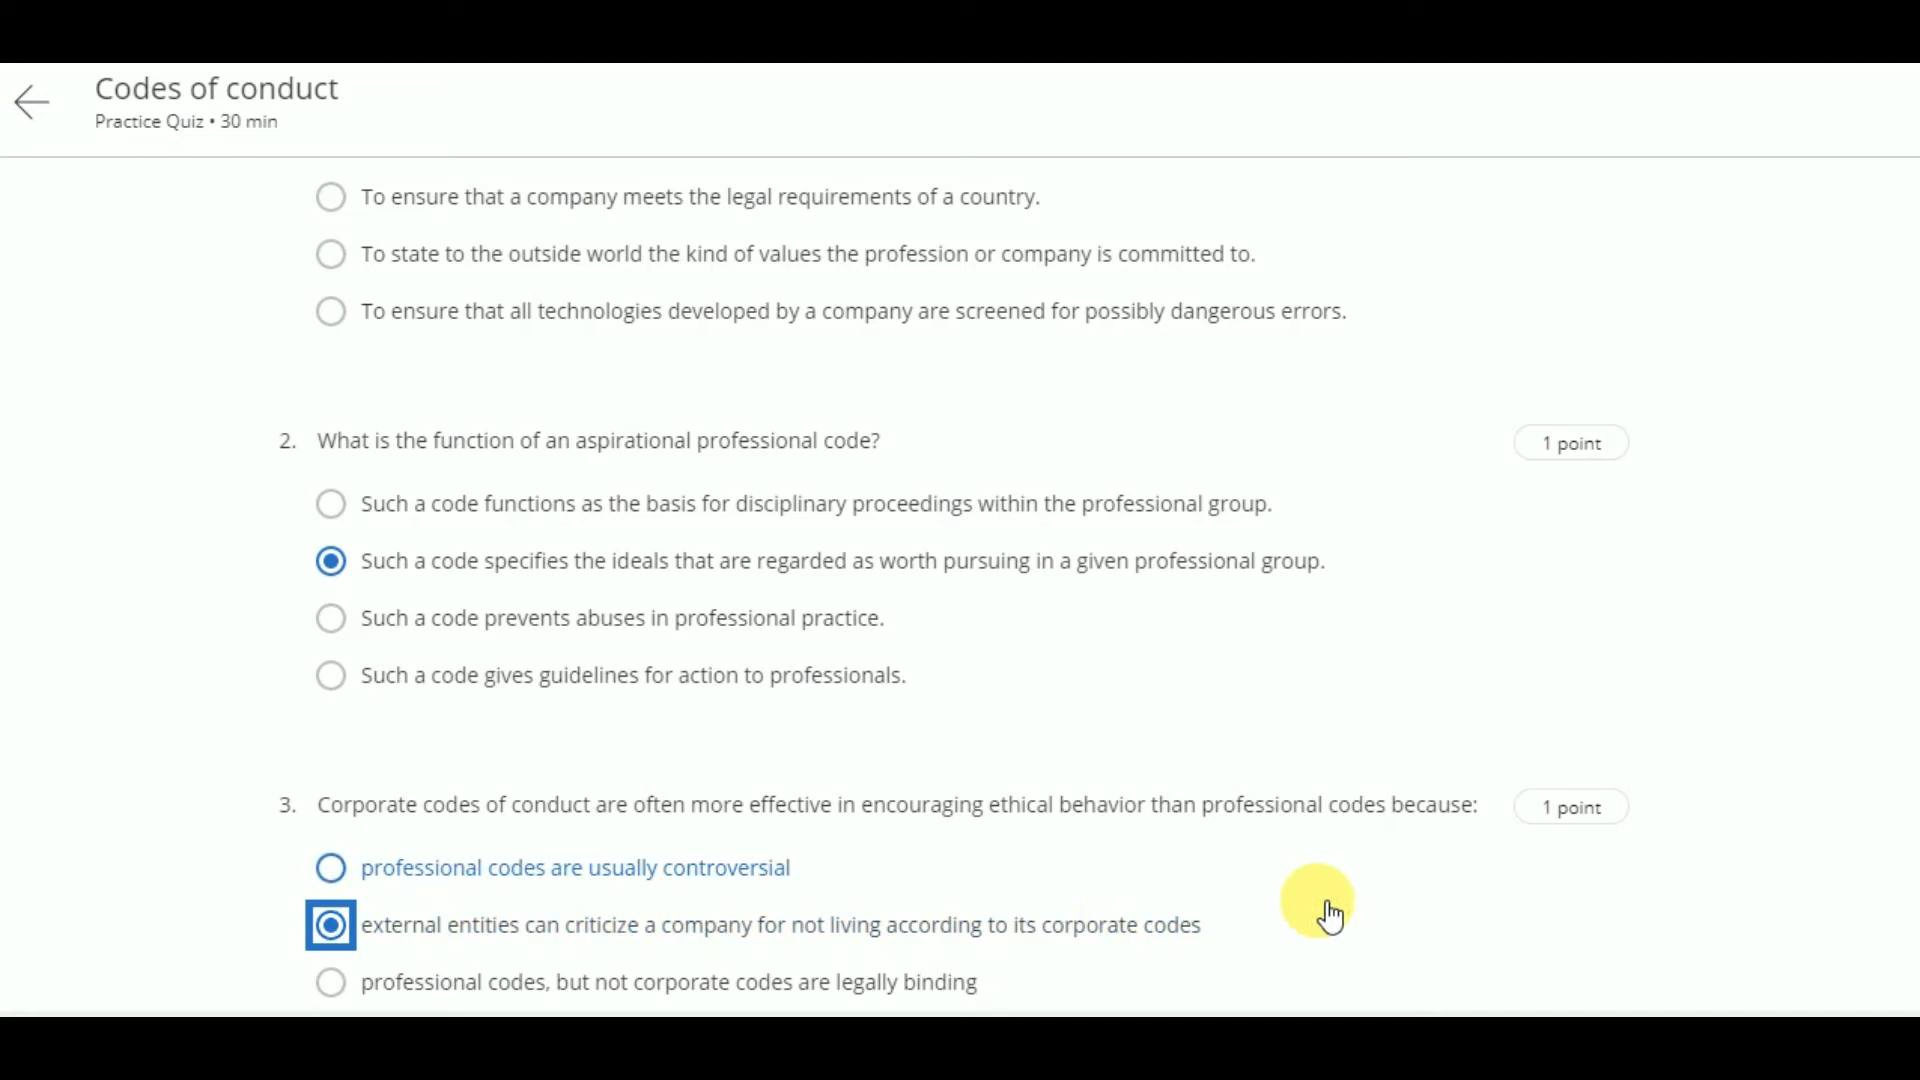 Codes of conduct
Practice Quiz • 30 min
To ensure that a company meets the legal requirements of a country.
To state to the outside world the kind of values the profession or company is committed to.
To ensure that all technologies developed by a company are screened for possibly dangerous errors.
2. What is the function of an aspirational professional code?
1 point
Such a code functions as the basis for disciplinary proceedings within the professional group.
Such a code specifies the ideals that are regarded as worth pursuing in a given professional group.
Such a code prevents abuses in professional practice.
Such a code gives guidelines for action to professionals.
3. Corporate codes of conduct are often more effective in encouraging ethical behavior than professional codes because:
1 point
professional codes are usually controversial
external entities can criticize a company for not living according to its corporate codes
professional codes, but not corporate codes are legally binding